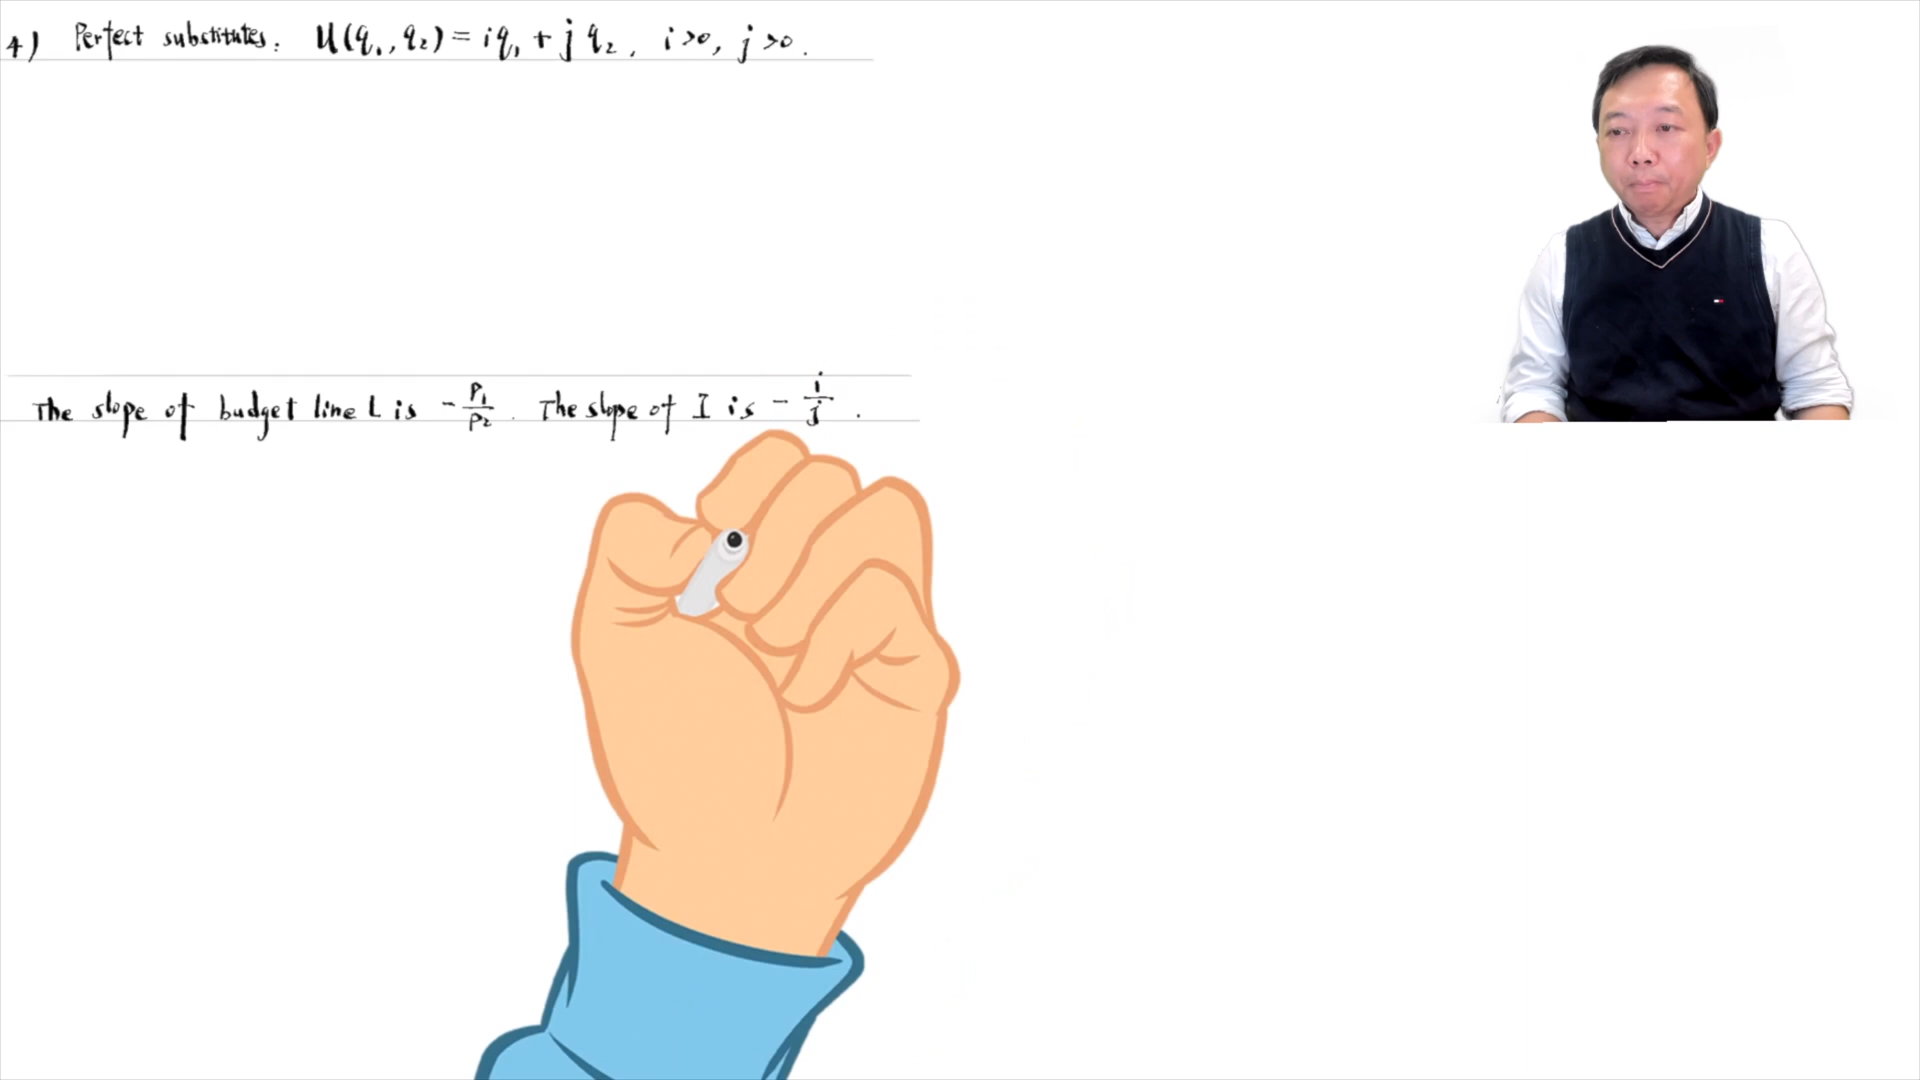 4) Perfect substitutes: U(q₁, q₂) = iq₁ + jq₂, i>0, j>0.
The slope of budget line L is -P₁/P₂. The slope of I is -i/j.